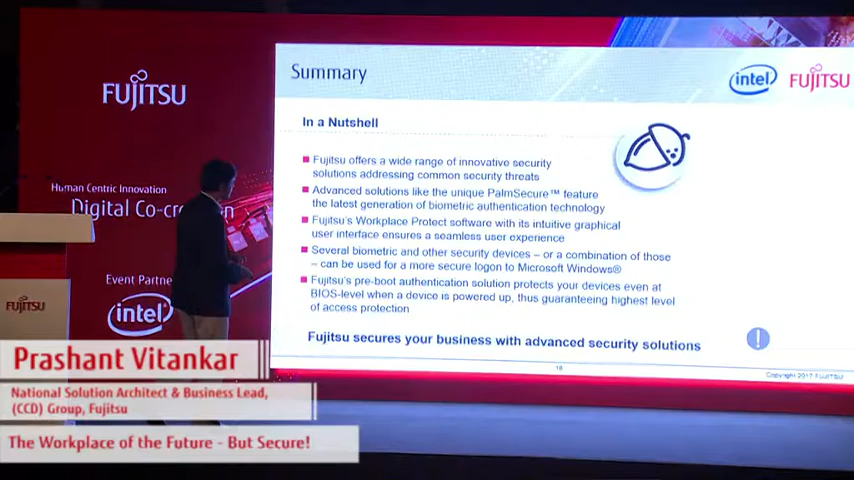 FUJITSU
Human Centric Innovation
Digital Co-cr
Event Partne
intel
FUJITSU
Summary
intel
FUJITSU
In a Nutshell
Fujitsu offers a wide range of innovative security
solutions addressing common security threats
Advanced solutions like the unique PalmSecure™ feature
the latest generation of biometric authentication technology
Fujitsu's Workplace Protect software with its intuitive graphical
user interface ensures a seamless user experience
Several biometric and other security devices – or a combination of those
– can be used for a more secure logon to Microsoft Windows®
Fujitsu's pre-boot authentication solution protects your devices even at
BIOS-level when a device is powered up, thus guaranteeing highest level
of access protection
Fujitsu secures your business with advanced security solutions
!
16
Copyright 2017 FUJITSU
Prashant Vitankar
National Solution Architect & Business Lead,
(CCD) Group, Fujitsu
The Workplace of the Future - But Secure!